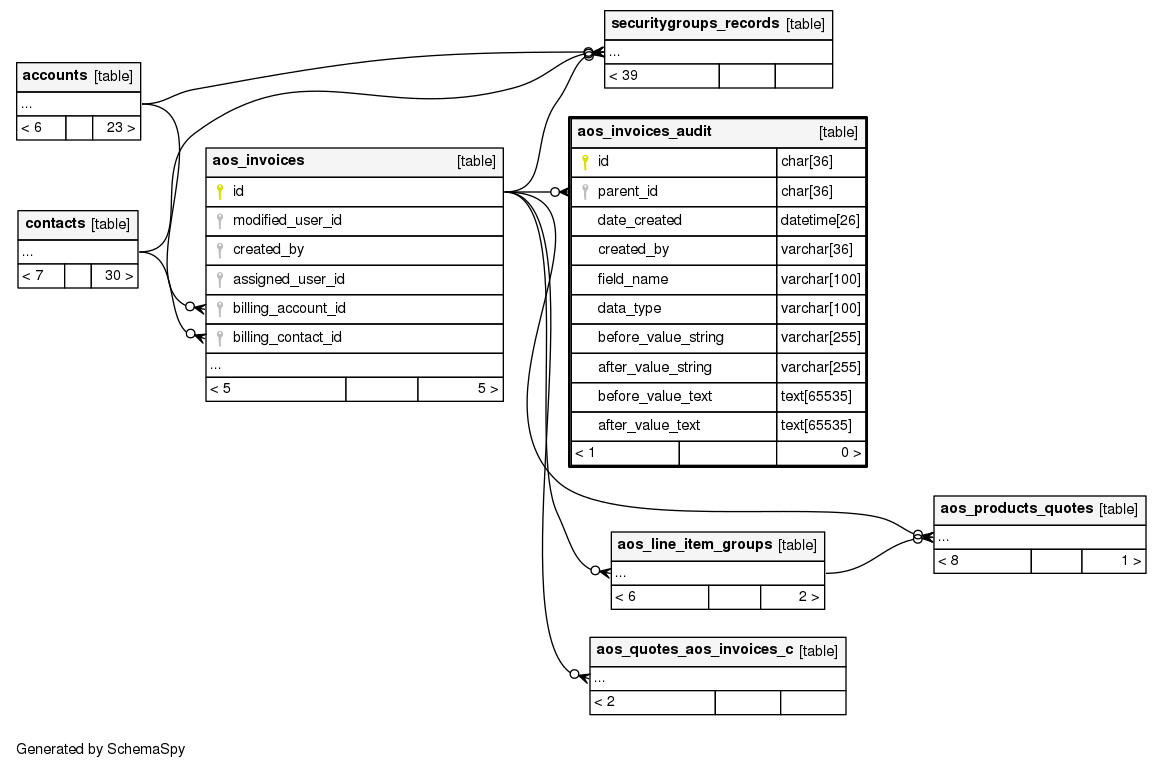 securitygroups_records [table]
...
< 39
accounts [table]
...
< 6 23 >
contacts [table]
...
< 7 30 >
aos_invoices [table]
id
modified_user_id
created_by
assigned_user_id
billing_account_id
billing_contact_id
...
< 5 5 >
aos_invoices_audit [table]
id char[36]
parent_id char[36]
date_created datetime[26]
created_by varchar[36]
field_name varchar[100]
data_type varchar[100]
before_value_string varchar[255]
after_value_string varchar[255]
before_value_text text[65535]
after_value_text text[65535]
< 1 0 >
aos_products_quotes [table]
...
< 8 1 >
aos_line_item_groups [table]
...
< 6 2 >
aos_quotes_aos_invoices_c [table]
...
< 2
Generated by SchemaSpy